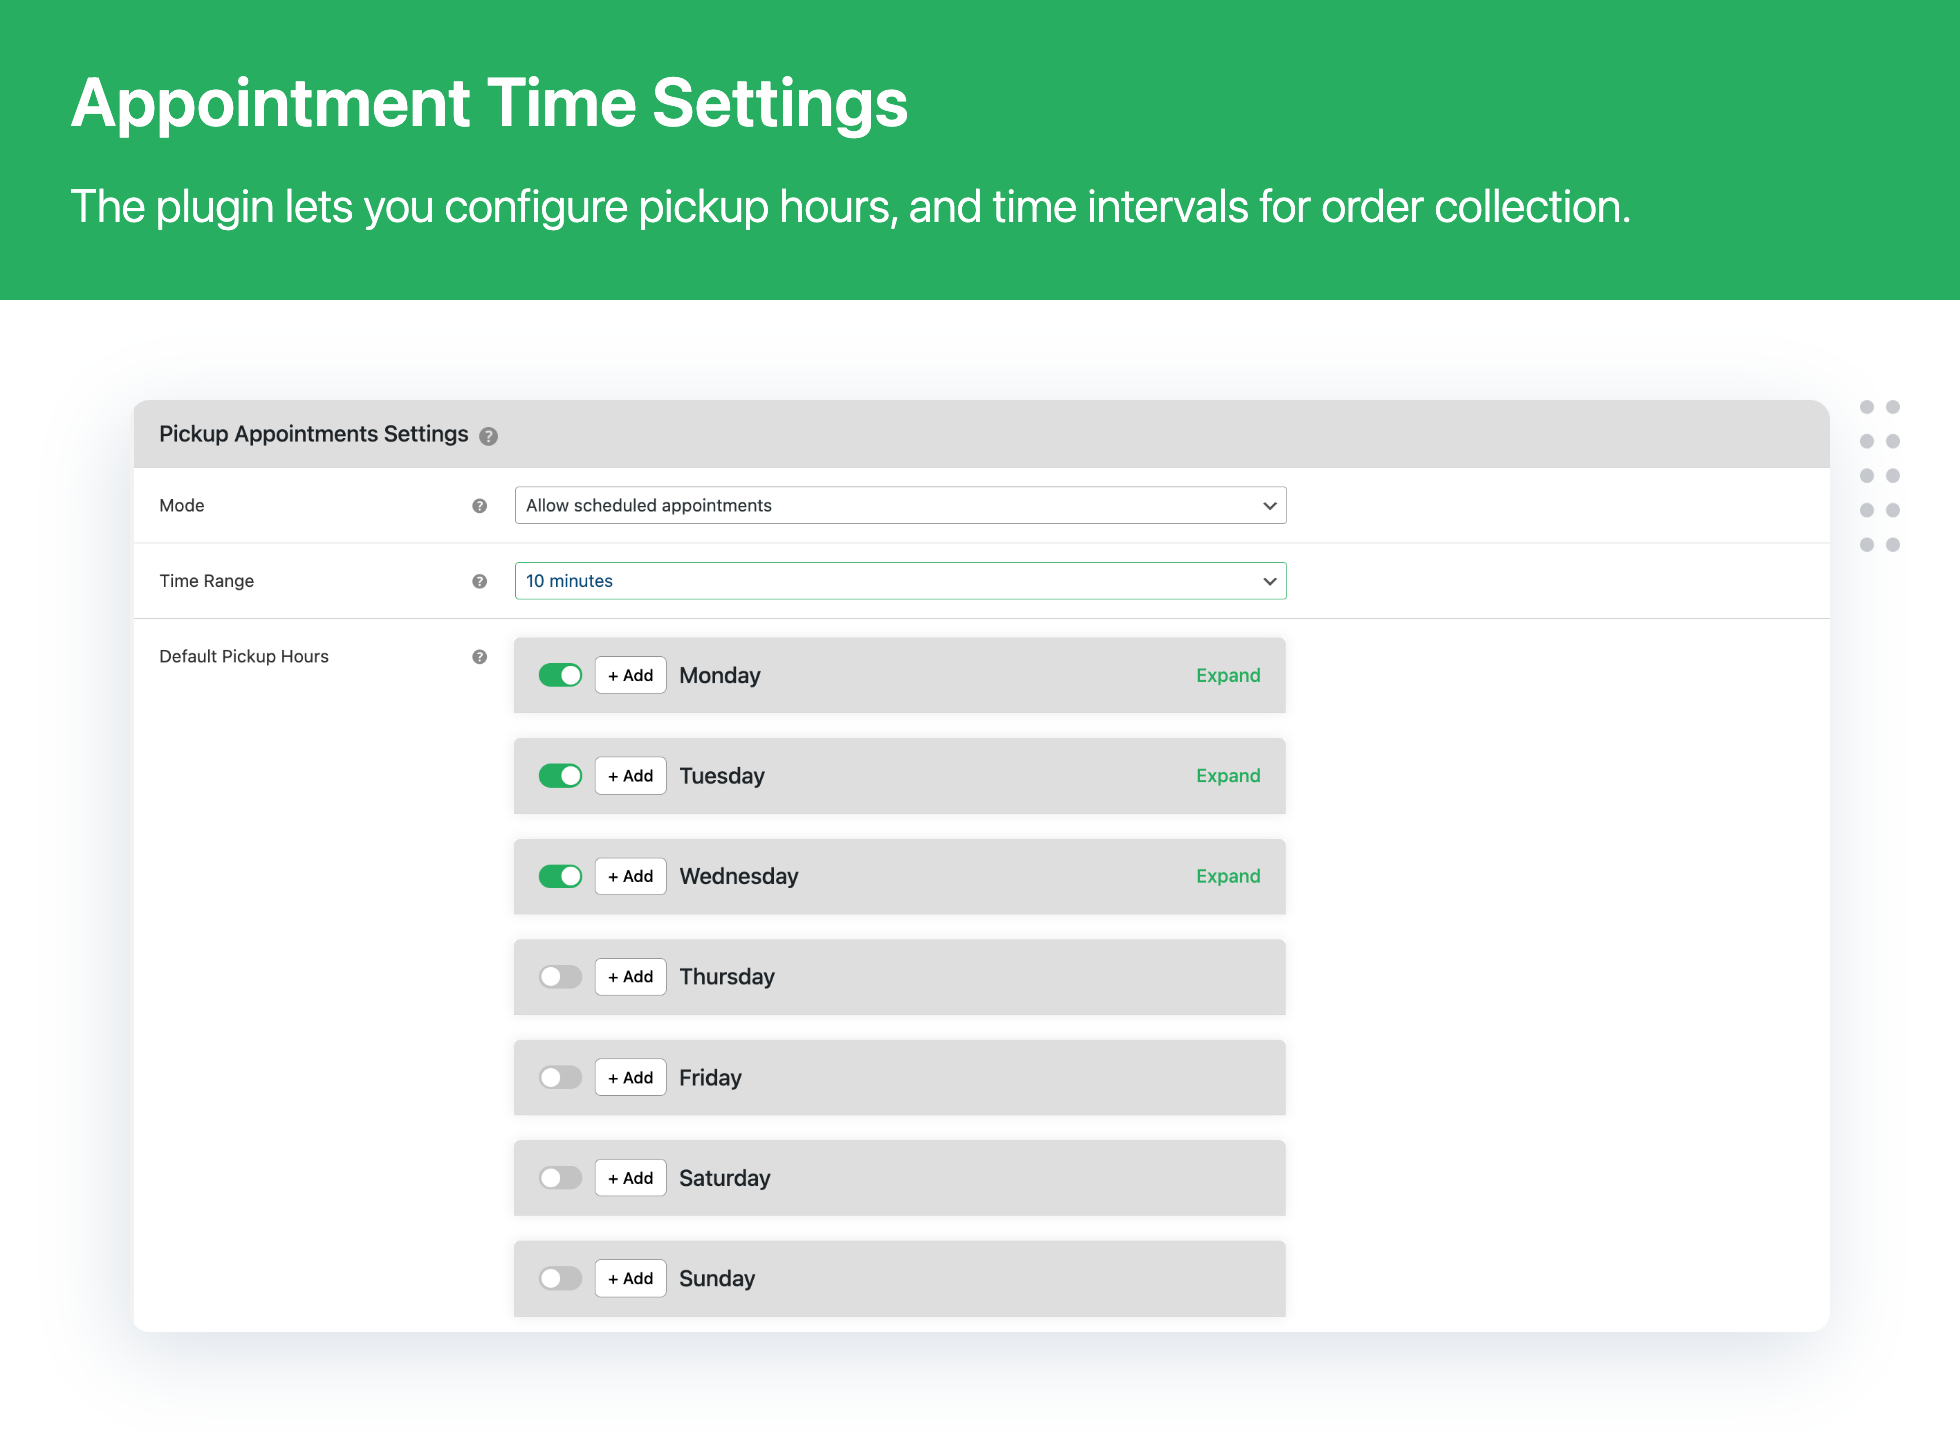 Appointment Time Settings
The plugin lets you configure pickup hours, and time intervals for order collection.
Pickup Appointments Settings ?
Mode ? Allow scheduled appointments
Time Range ? 10 minutes
Default Pickup Hours ? + Add Monday Expand
+ Add Tuesday Expand
+ Add Wednesday Expand
+ Add Thursday
+ Add Friday
+ Add Saturday
+ Add Sunday